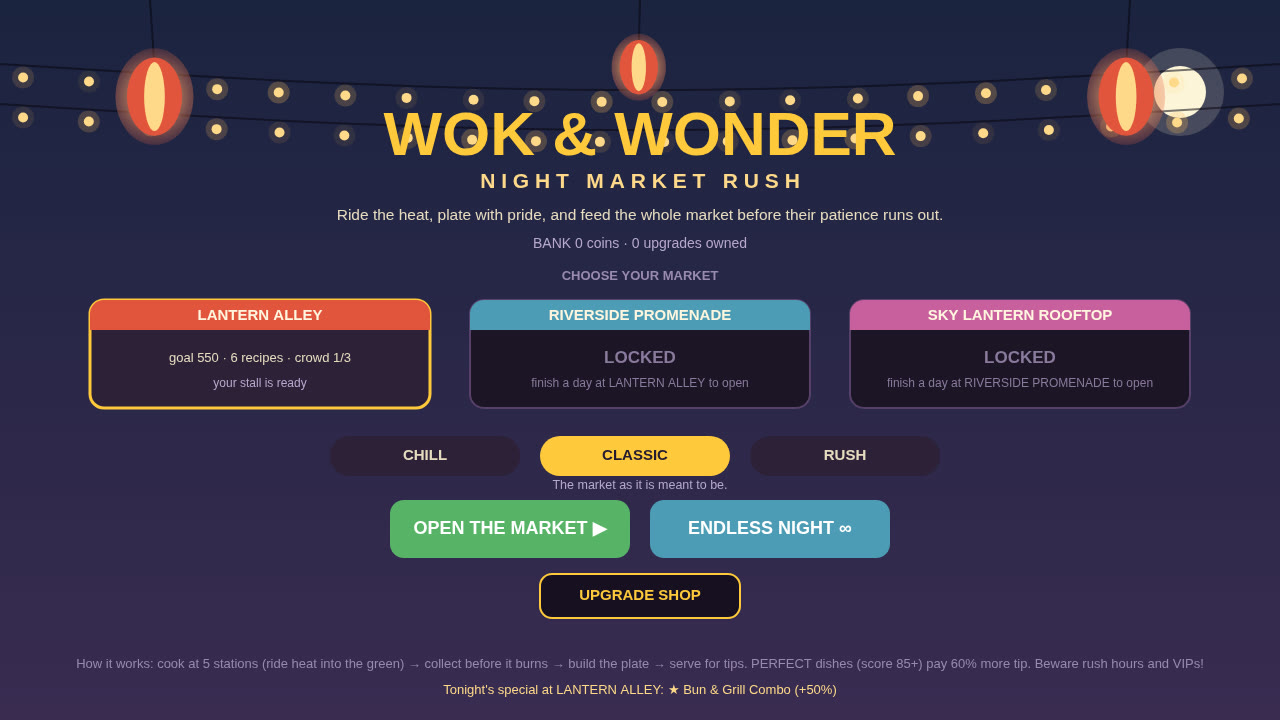 WOK & WONDER
NIGHT MARKET RUSH
Ride the heat, plate with pride, and feed the whole market before their patience runs out.
BANK 0 coins · 0 upgrades owned
CHOOSE YOUR MARKET
LANTERN ALLEY
goal 550 · 6 recipes · crowd 1/3
your stall is ready
RIVERSIDE PROMENADE
LOCKED
finish a day at LANTERN ALLEY to open
SKY LANTERN ROOFTOP
LOCKED
finish a day at RIVERSIDE PROMENADE to open
CHILL
CLASSIC
RUSH
The market as it is meant to be.
OPEN THE MARKET ▶
ENDLESS NIGHT ∞
UPGRADE SHOP
How it works: cook at 5 stations (ride heat into the green) → collect before it burns → build the plate → serve for tips. PERFECT dishes (score 85+) pay 60% more tip. Beware rush hours and VIPs!
Tonight's special at LANTERN ALLEY: ★ Bun & Grill Combo (+50%)